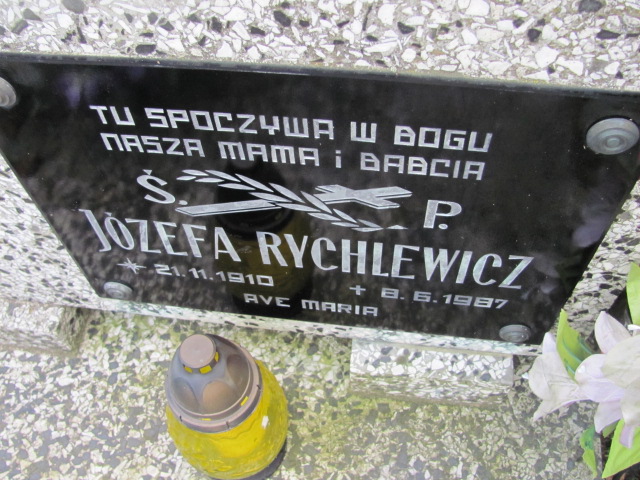 TU SPOCZYWA W BOGU
NASZA MAMA i BABCIA
Ś. P.
JÓZEFA RYCHLEWICZ
* 21.11.1910 + 8.6.1987
AVE MARIA